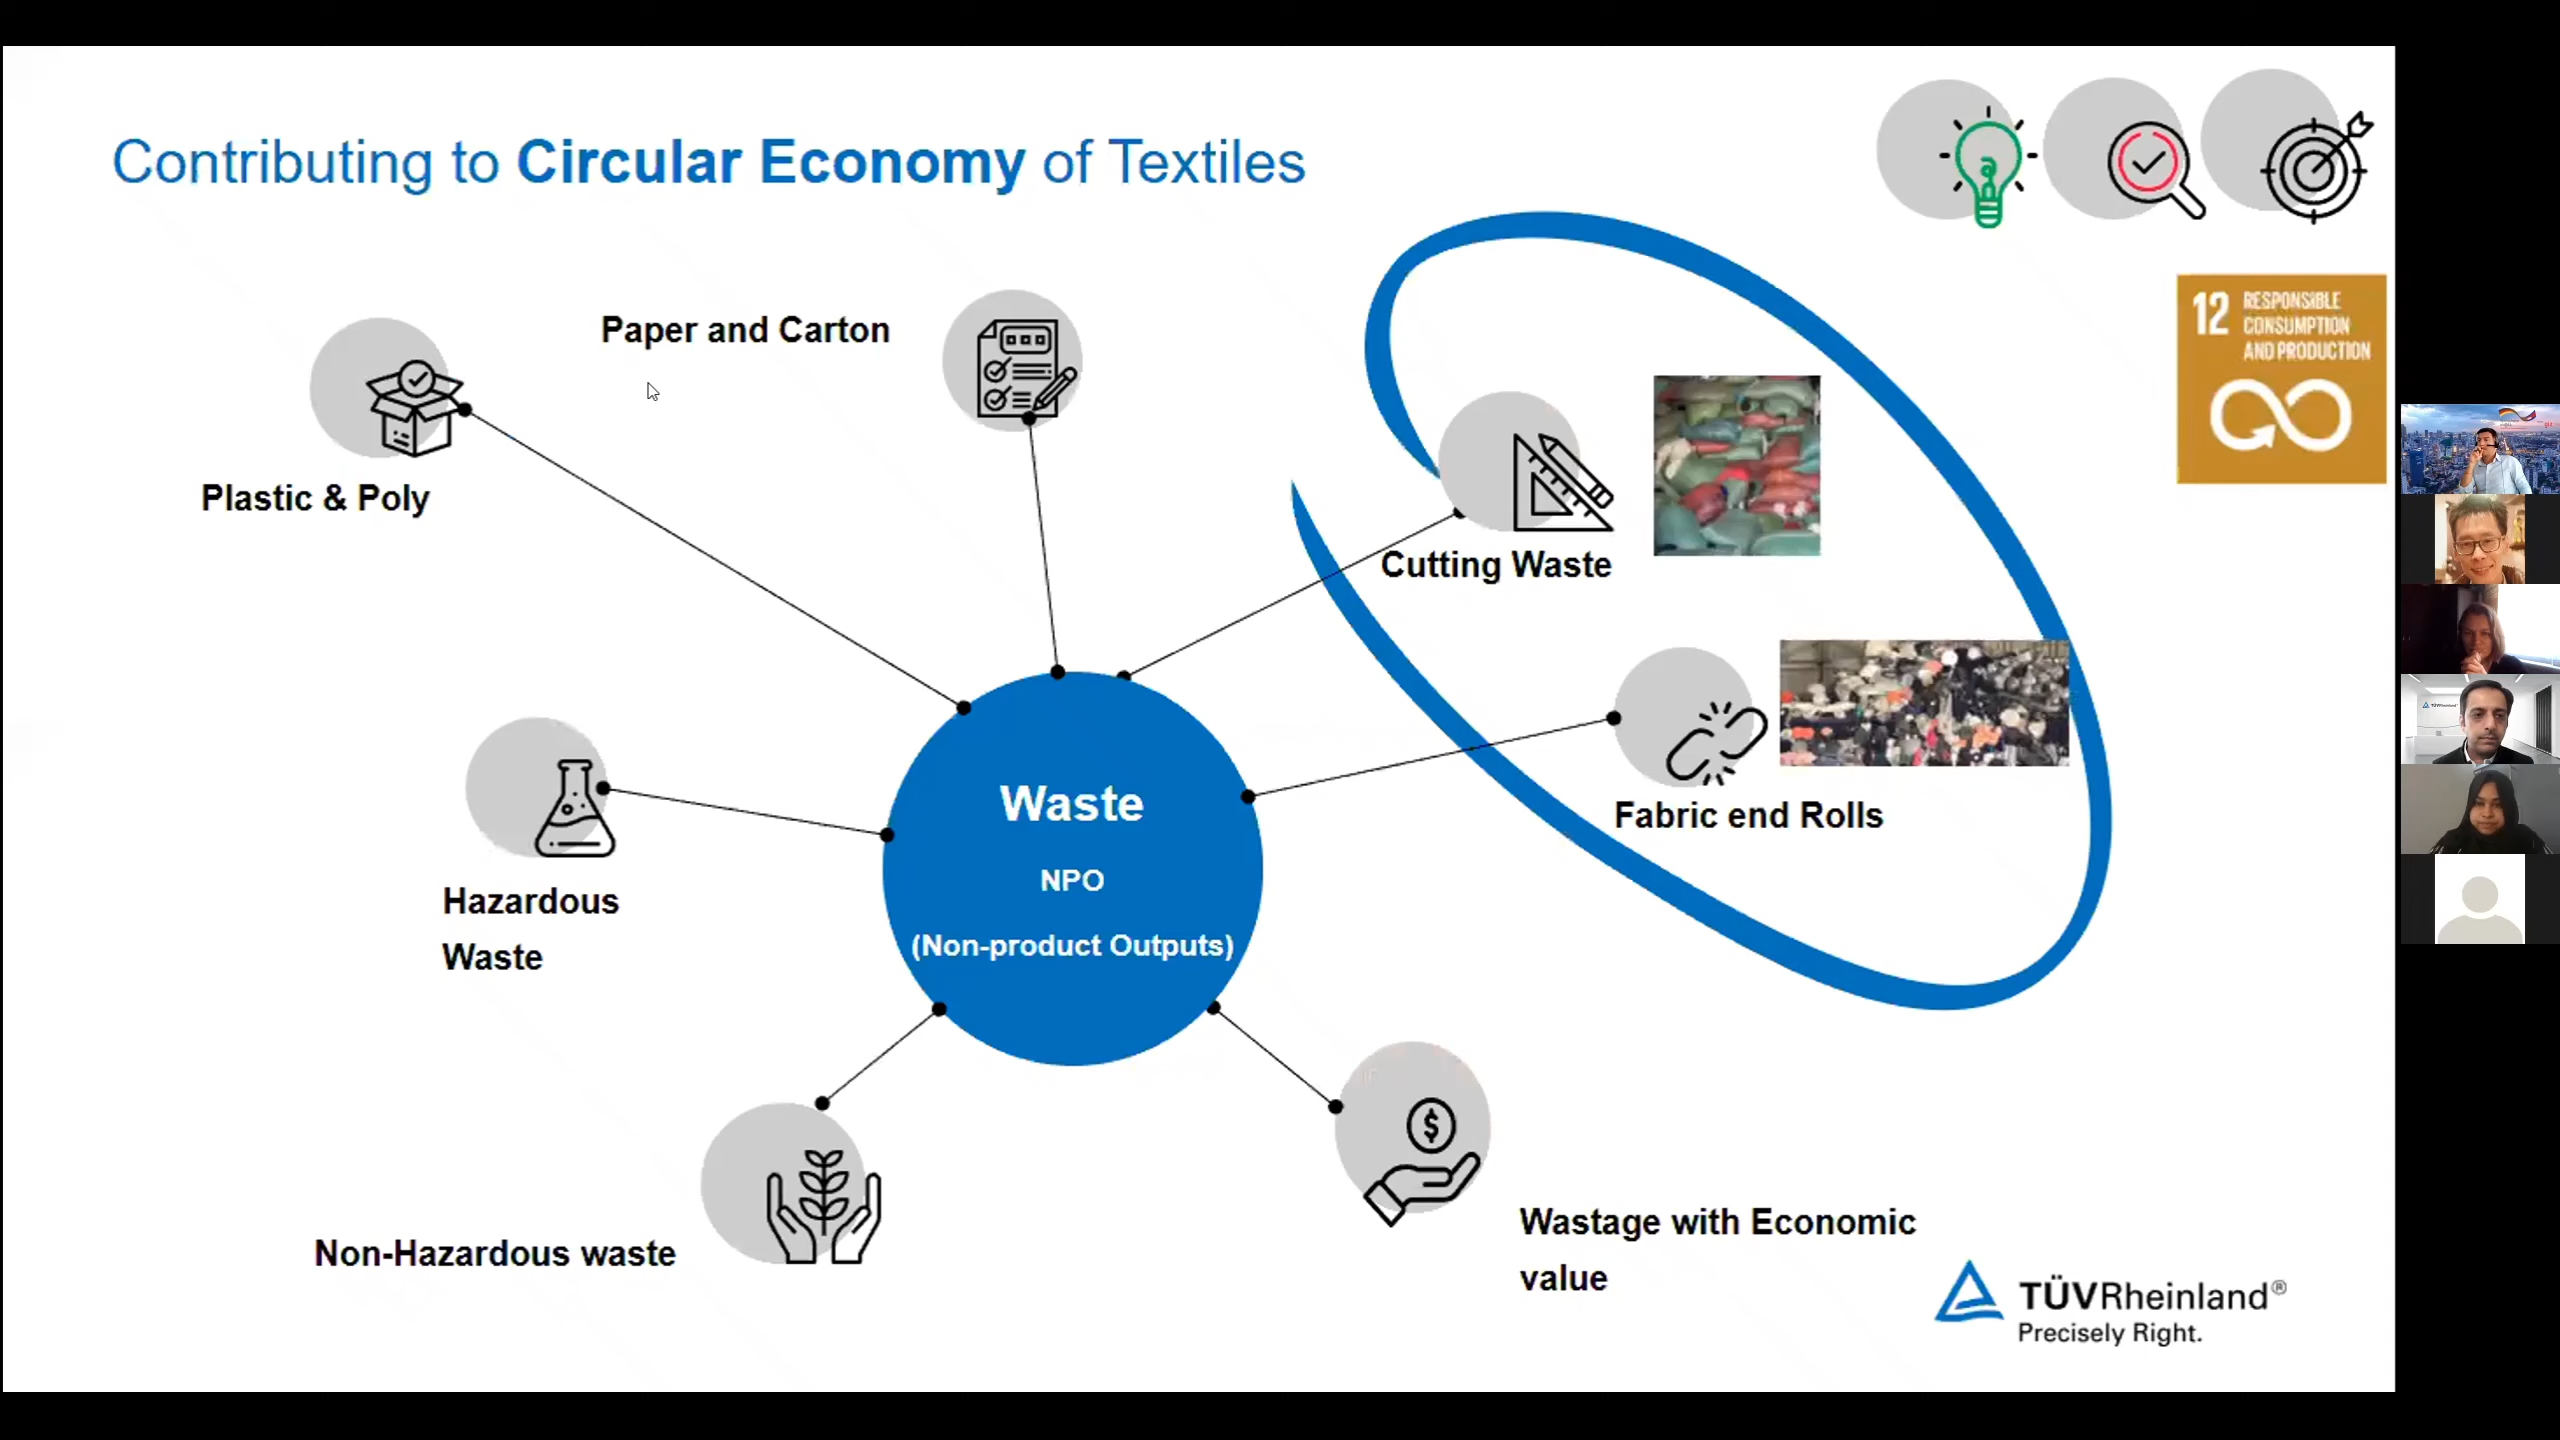 Contributing to Circular Economy of Textiles
12 RESPONSIBLE
CONSUMPTION
AND PRODUCTION
Paper and Carton
Plastic & Poly
Cutting Waste
Fabric end Rolls
Waste
NPO
(Non-product Outputs)
Hazardous
Waste
Non-Hazardous waste
Wastage with Economic
value
TÜVRheinland®
Precisely Right.
TÜVRheinland